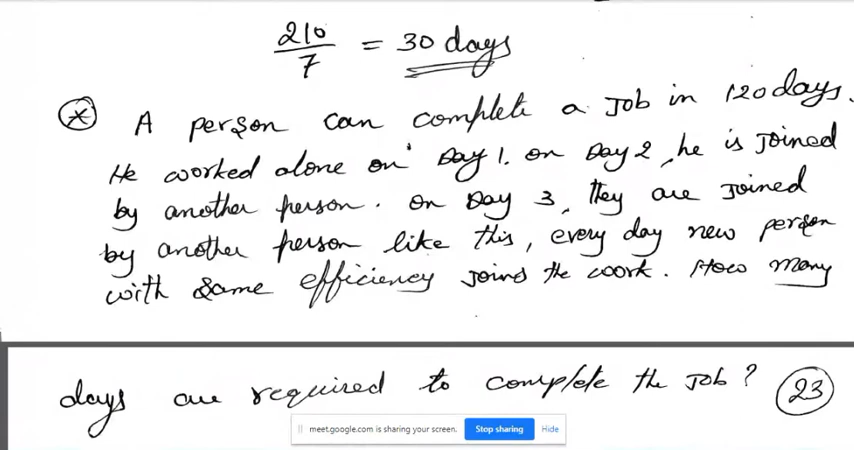 210/7 = 30 days
* A person can complete a Job in 120 days.
He worked alone on Day 1. on Day 2, he is Joined
by another person. on Day 3, they are Joined
by another person like this, every day new person
with same efficiency Joins the work. How many
days are required to complete the Job? 23
meet.google.com is sharing your screen. Stop sharing Hide